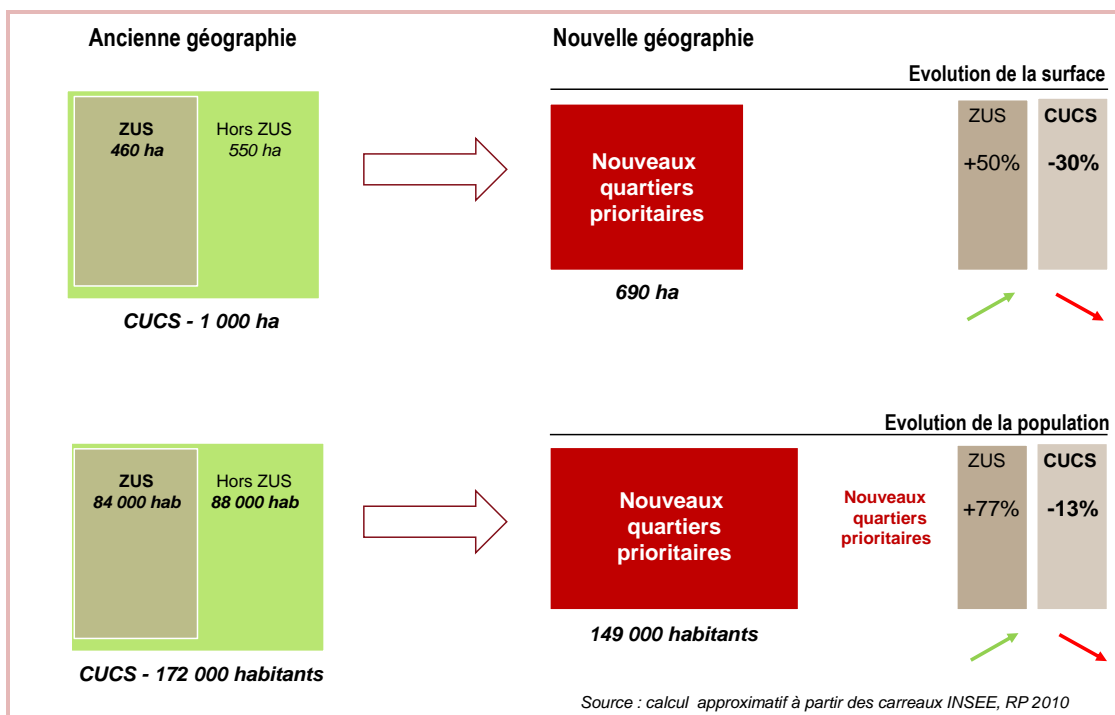 Ancienne géographie
Nouvelle géographie
Evolution de la surface
ZUS
460 ha
Hors ZUS
550 ha
CUCS - 1 000 ha
Nouveaux
quartiers
prioritaires
690 ha
ZUS
+50%
CUCS
-30%
Evolution de la population
ZUS
84 000 hab
Hors ZUS
88 000 hab
CUCS - 172 000 habitants
Nouveaux
quartiers
prioritaires
149 000 habitants
Nouveaux
quartiers
prioritaires
ZUS
+77%
CUCS
-13%
Source : calcul approximatif à partir des carreaux INSEE, RP 2010